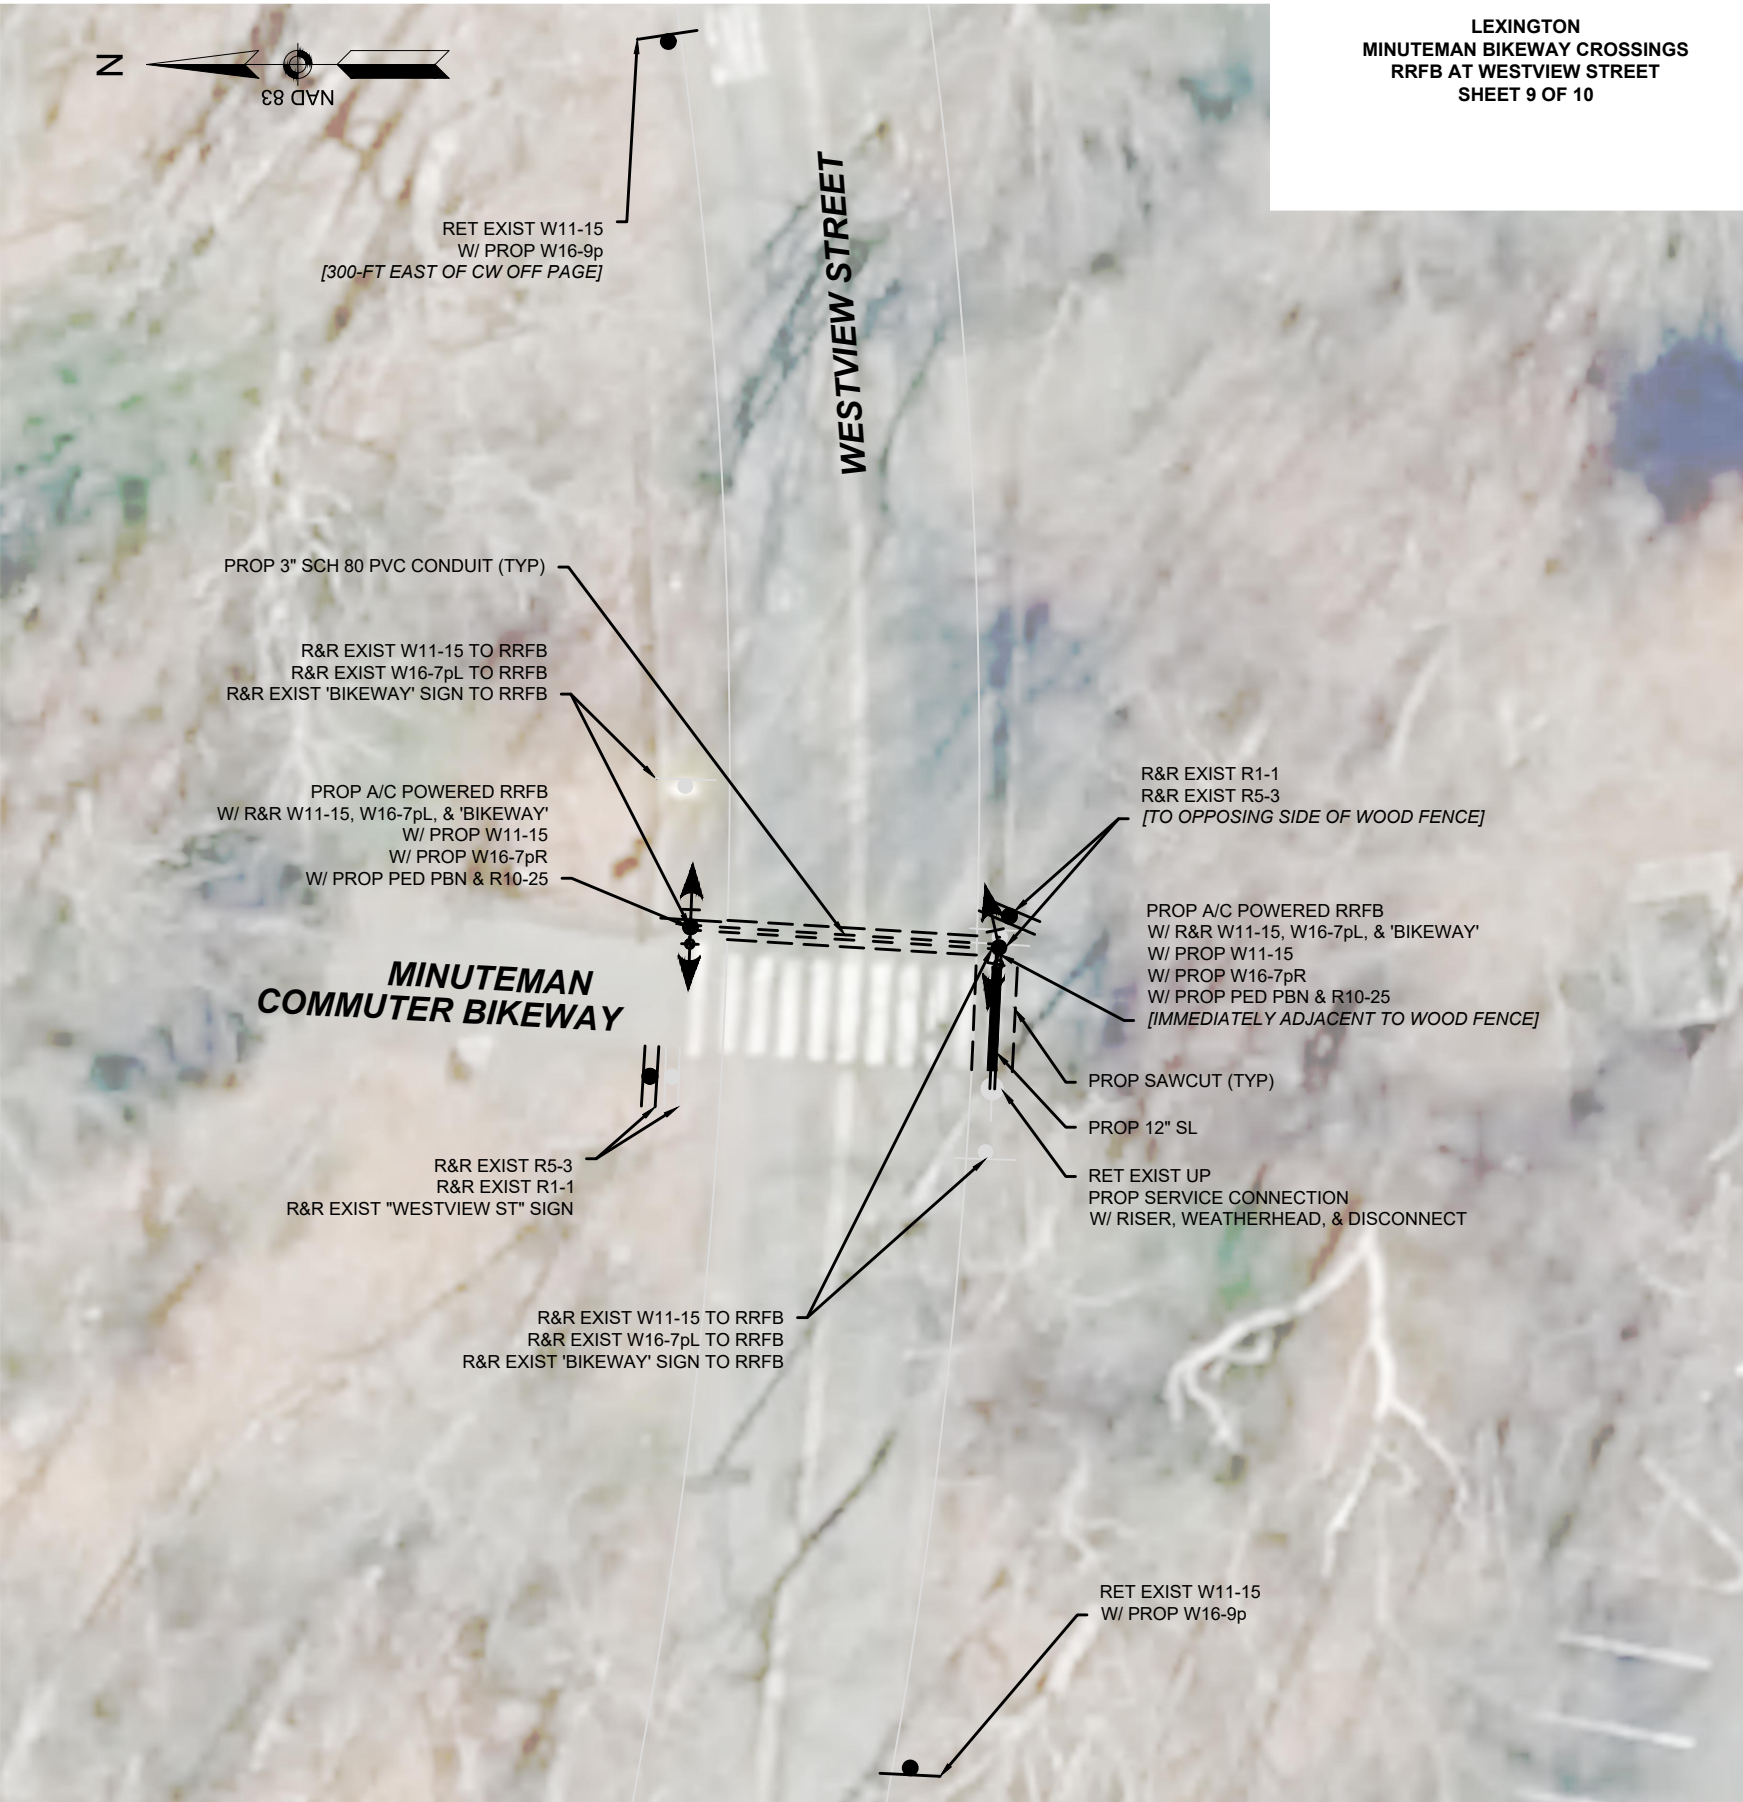 LEXINGTON
MINUTEMAN BIKEWAY CROSSINGS
RRFB AT WESTVIEW STREET
SHEET 9 OF 10
N
NAD 83
RET EXIST W11-15
W/ PROP W16-9p
[300-FT EAST OF CW OFF PAGE]
WESTVIEW STREET
PROP 3" SCH 80 PVC CONDUIT (TYP)
R&R EXIST W11-15 TO RRFB
R&R EXIST W16-7pL TO RRFB
R&R EXIST 'BIKEWAY' SIGN TO RRFB
PROP A/C POWERED RRFB
W/ R&R W11-15, W16-7pL, & 'BIKEWAY'
W/ PROP W11-15
W/ PROP W16-7pR
W/ PROP PED PBN & R10-25
R&R EXIST R1-1
R&R EXIST R5-3
[TO OPPOSING SIDE OF WOOD FENCE]
PROP A/C POWERED RRFB
W/ R&R W11-15, W16-7pL, & 'BIKEWAY'
W/ PROP W11-15
W/ PROP W16-7pR
W/ PROP PED PBN & R10-25
[IMMEDIATELY ADJACENT TO WOOD FENCE]
MINUTEMAN
COMMUTER BIKEWAY
PROP SAWCUT (TYP)
PROP 12" SL
RET EXIST UP
PROP SERVICE CONNECTION
W/ RISER, WEATHERHEAD, & DISCONNECT
R&R EXIST R5-3
R&R EXIST R1-1
R&R EXIST "WESTVIEW ST" SIGN
R&R EXIST W11-15 TO RRFB
R&R EXIST W16-7pL TO RRFB
R&R EXIST 'BIKEWAY' SIGN TO RRFB
RET EXIST W11-15
W/ PROP W16-9p